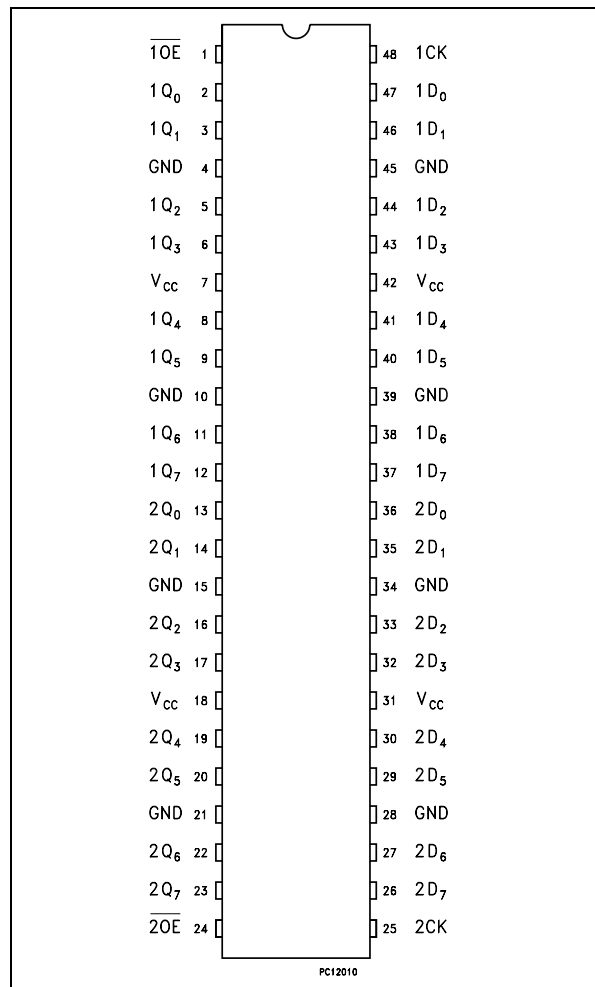 1OE 1 48 1CK
1Q0 2 47 1D0
1Q1 3 46 1D1
GND 4 45 GND
1Q2 5 44 1D2
1Q3 6 43 1D3
VCC 7 42 VCC
1Q4 8 41 1D4
1Q5 9 40 1D5
GND 10 39 GND
1Q6 11 38 1D6
1Q7 12 37 1D7
2Q0 13 36 2D0
2Q1 14 35 2D1
GND 15 34 GND
2Q2 16 33 2D2
2Q3 17 32 2D3
VCC 18 31 VCC
2Q4 19 30 2D4
2Q5 20 29 2D5
GND 21 28 GND
2Q6 22 27 2D6
2Q7 23 26 2D7
2OE 24 25 2CK
PC12010